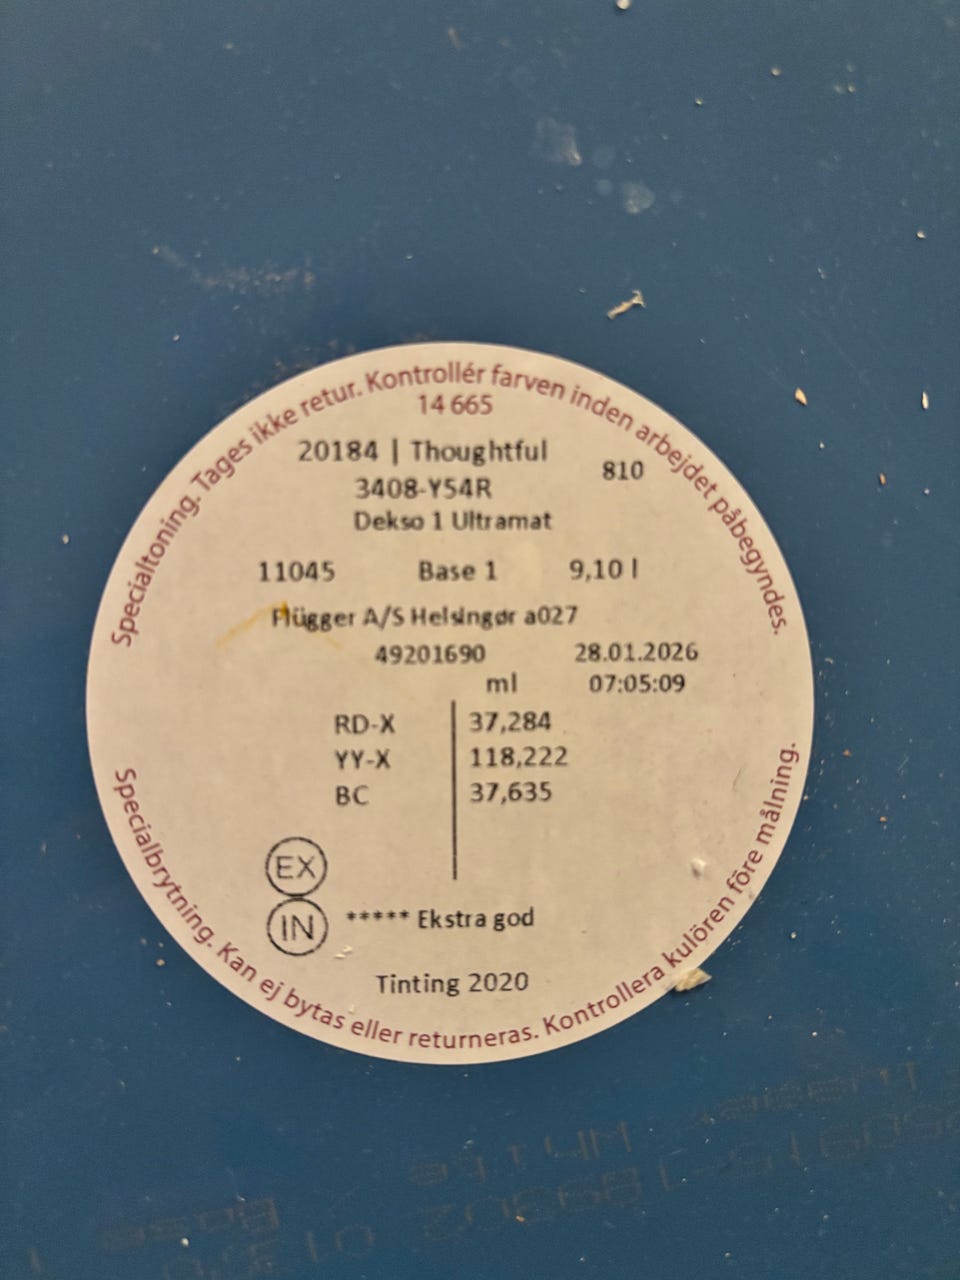 Specialtoning. Tages ikke retur. Kontrollér farven inden arbejdet påbegyndes.
14 665
20184 | Thoughtful
810
3408-Y54R
Dekso 1 Ultramat
11045 Base 1 9,10 l
Flügger A/S Helsingør a027
49201690 28.01.2026
ml 07:05:09
RD-X 37,284
YY-X 118,222
BC 37,635
EX
IN ***** Ekstra god
Tinting 2020
Specialbrytning. Kan ej bytas eller returneras. Kontrollera kulören före målning.
White
Base